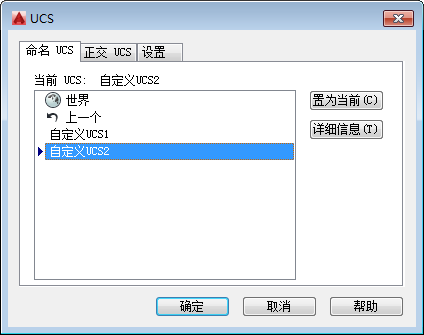 UCS
命名 UCS
正交 UCS
设置
当前 UCS: 自定义UCS2
世界
上一个
自定义UCS1
自定义UCS2
置为当前(C)
详细信息(T)
确定
取消
帮助